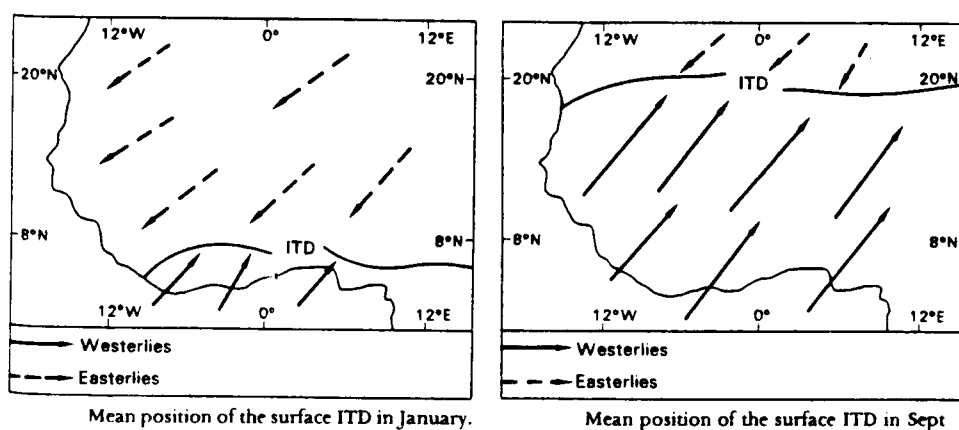 12°W 0° 12°E
20°N 20°N
8°N 8°N
ITD
12°W 0° 12°E
Westerlies
Easterlies
Mean position of the surface ITD in January.
12°W 0° 12°E
20°N 20°N
ITD
8°N 8°N
12°W 0° 12°E
Westerlies
Easterlies
Mean position of the surface ITD in Sept